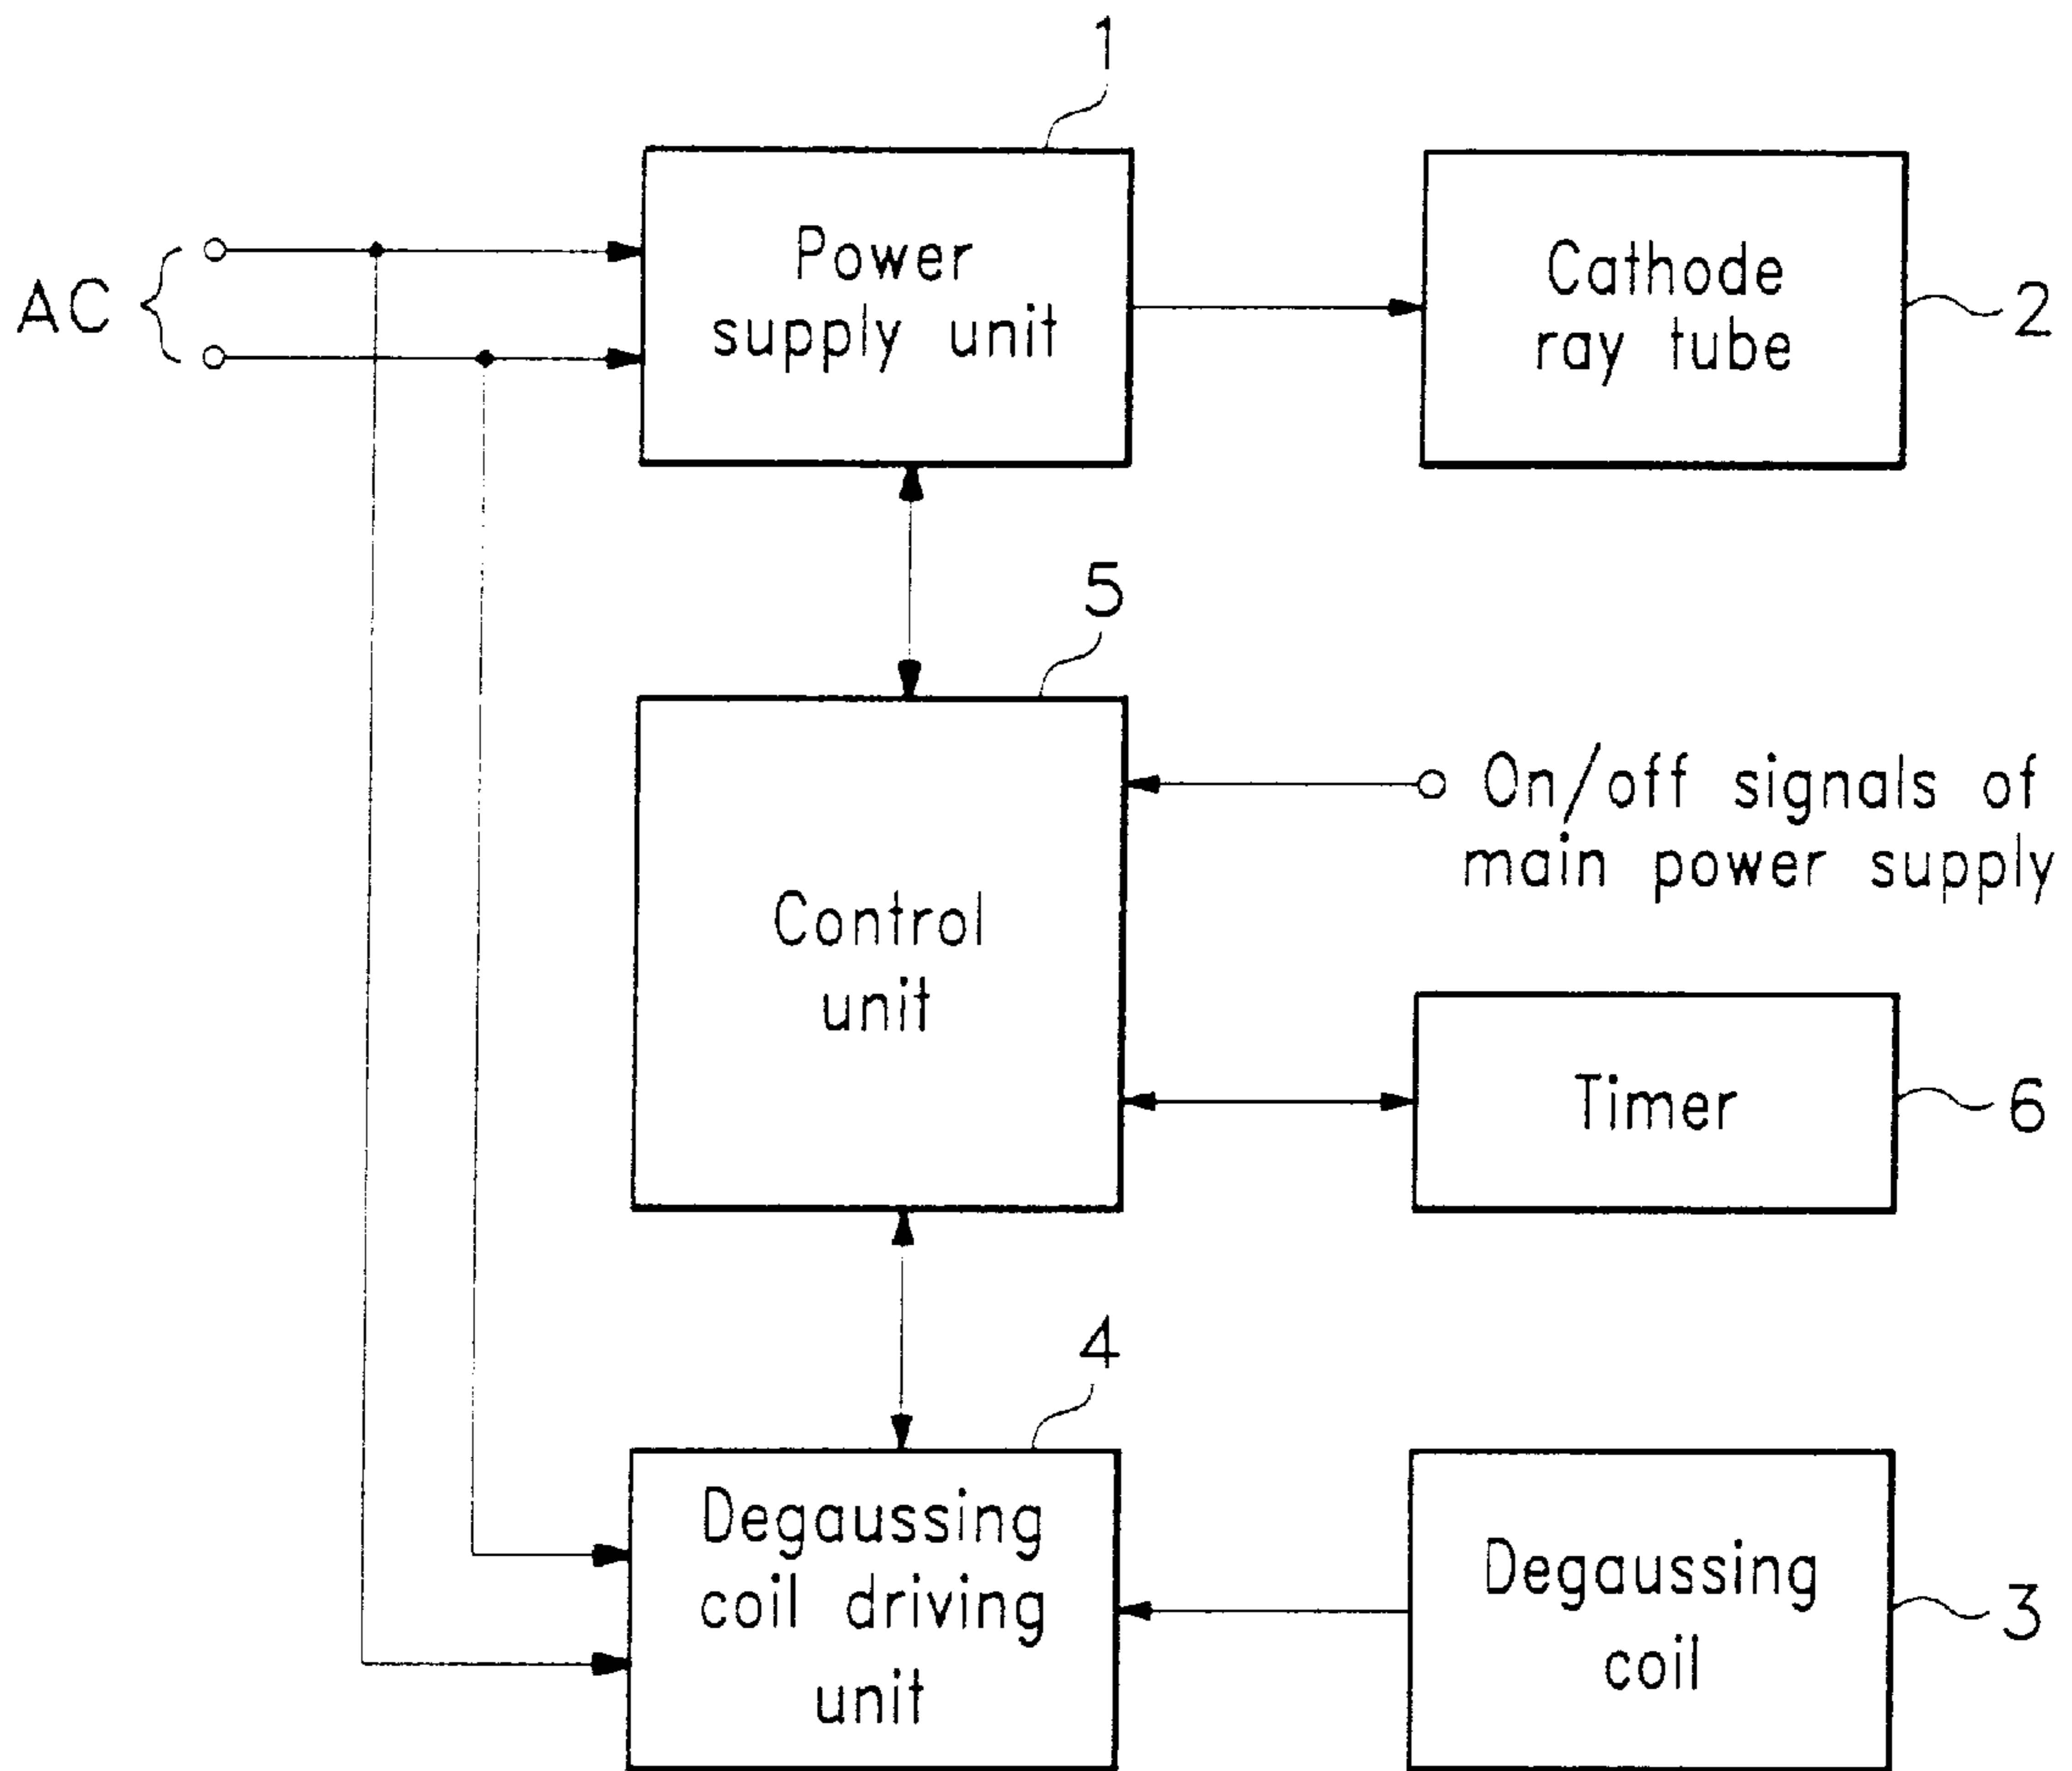 1
AC
Power
supply unit
Cathode
ray tube
2
5
On/off signals of
main power supply
Control
unit
Timer
6
4
Degaussing
coil driving
unit
Degaussing
coil
3